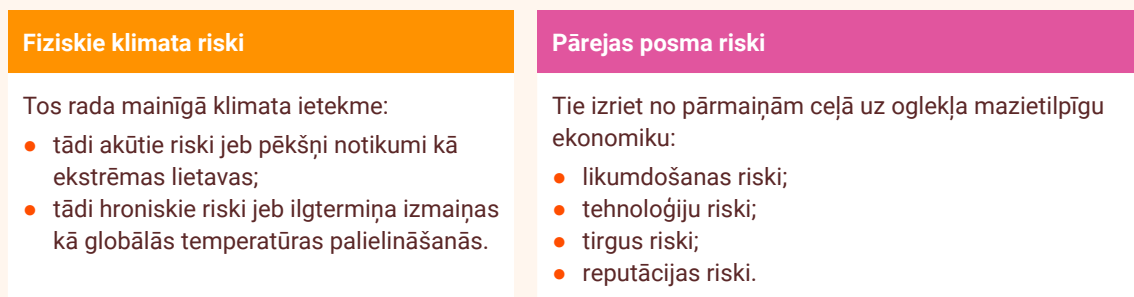 Fiziskie klimata riski
Tos rada mainīgā klimata ietekme:
● tādi akūtie riski jeb pēkšņi notikumi kā
ekstrēmas lietavas;
● tādi hroniskie riski jeb ilgtermiņa izmaiņas
kā globālās temperatūras palielināšanās.
Pārejas posma riski
Tie izriet no pārmaiņām ceļā uz oglekļa mazietilpīgu
ekonomiku:
● likumdošanas riski;
● tehnoloģiju riski;
● tirgus riski;
● reputācijas riski.